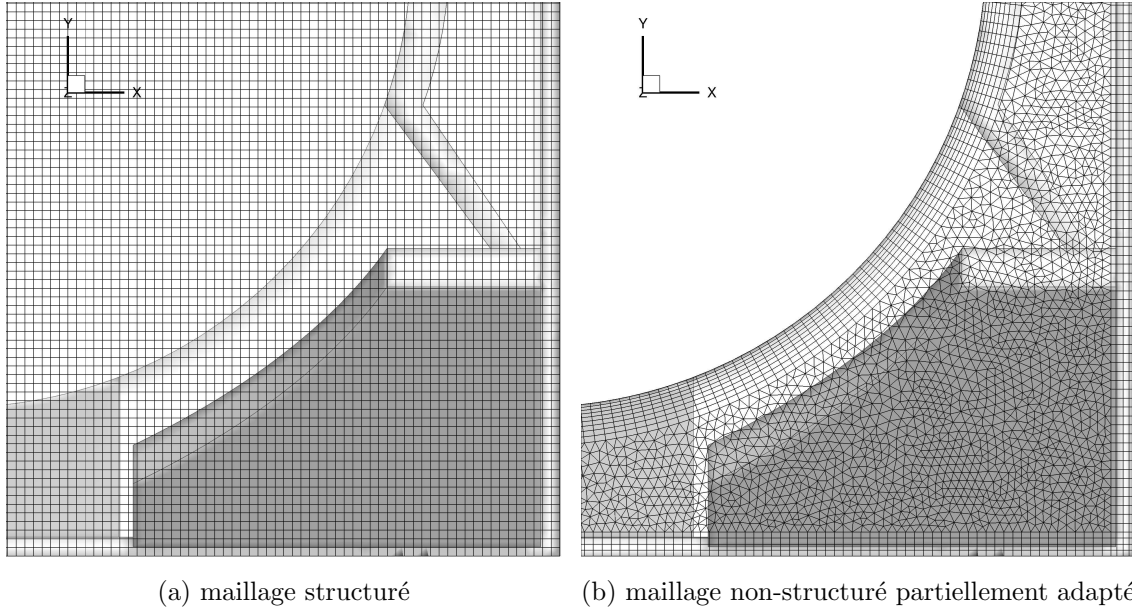 Y
Z X
Y
Z X
(a) maillage structuré
(b) maillage non-structuré partiellement adapté